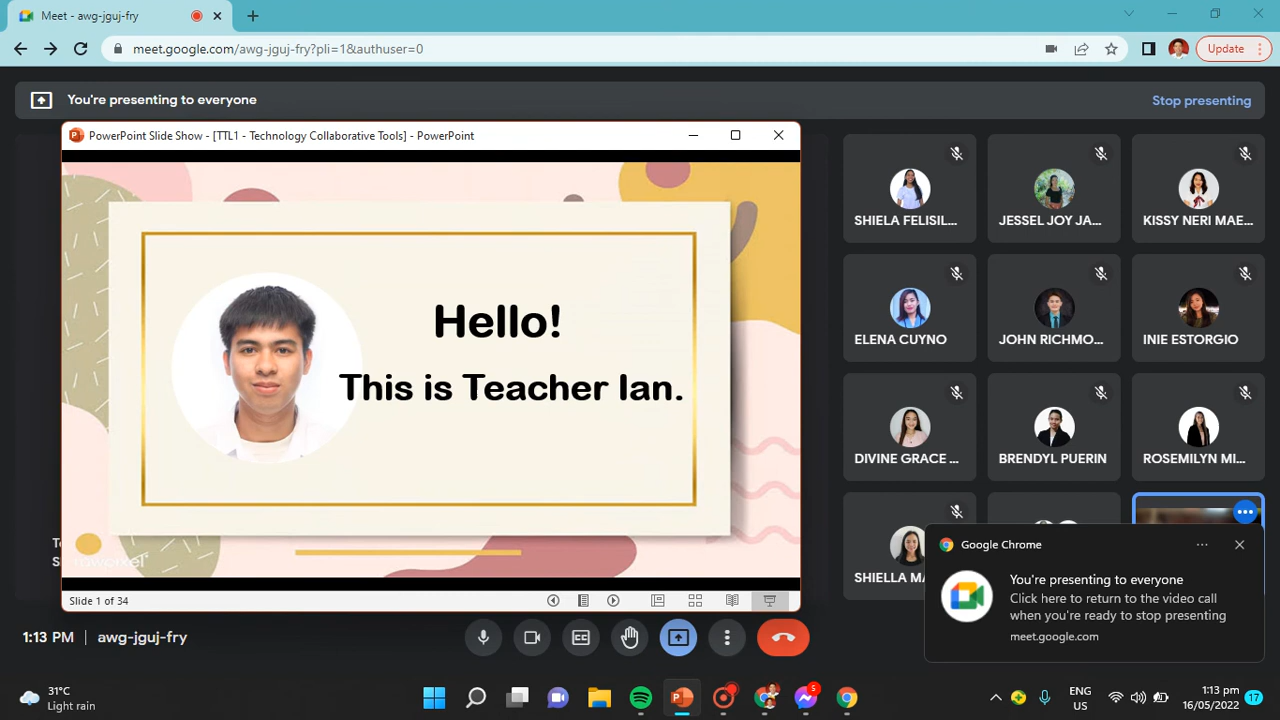 Meet - awg-jguj-fry
meet.google.com/awg-jguj-fry?pli=1&authuser=0
Update
You're presenting to everyone
Stop presenting
PowerPoint Slide Show - [TTL1 - Technology Collaborative Tools] - PowerPoint
Hello!
This is Teacher Ian.
Slide 1 of 34
SHIELA FELISIL...
JESSEL JOY JA...
KISSY NERI MAE...
ELENA CUYNO
JOHN RICHMO...
INIE ESTORGIO
DIVINE GRACE ...
BRENDYL PUERIN
ROSEMILYN MI...
SHIELLA MA
Google Chrome
You're presenting to everyone
Click here to return to the video call
when you're ready to stop presenting
meet.google.com
1:13 PM | awg-jguj-fry
31°C
Light rain
5
ENG
US
1:13 pm
16/05/2022
17